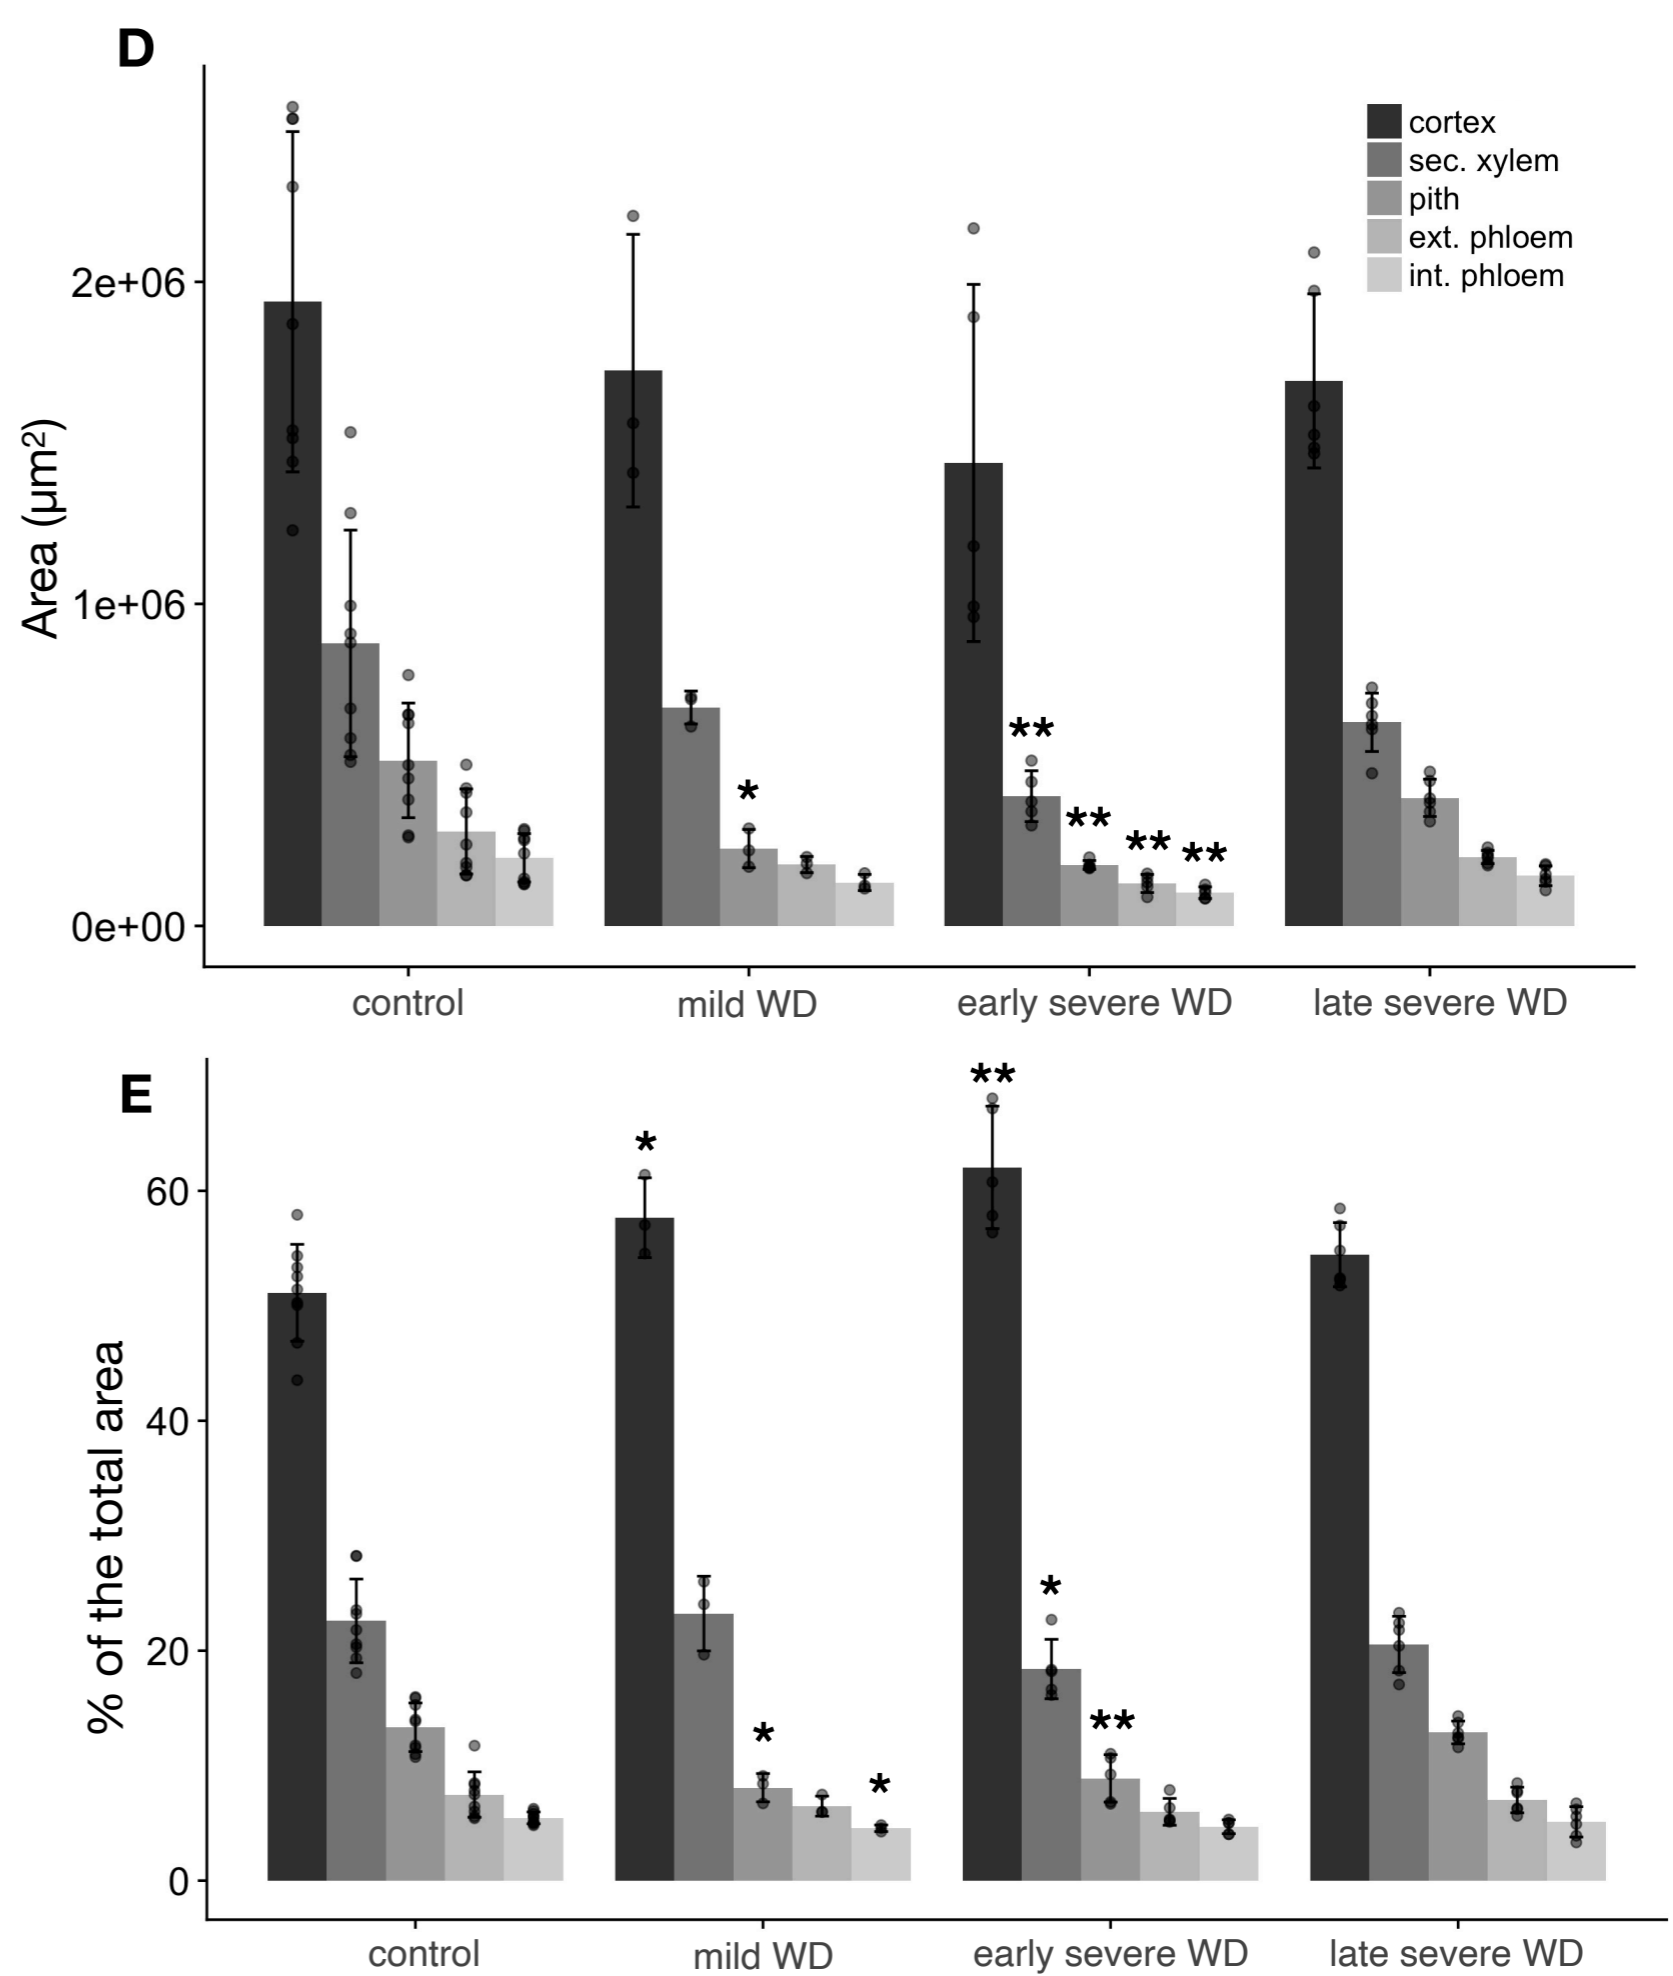 D
cortex
sec. xylem
pith
ext. phloem
int. phloem
2e+06
1e+06
0e+00
Area (µm²)
*
**
**
**
**
control
mild WD
early severe WD
late severe WD
E
60
40
20
0
% of the total area
*
*
*
**
*
**
control
mild WD
early severe WD
late severe WD